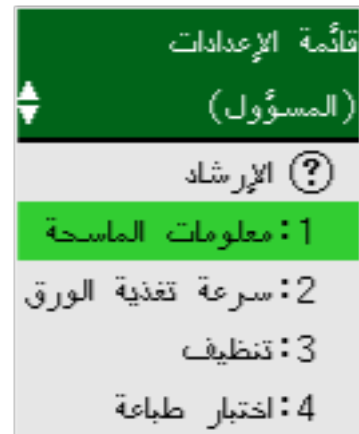 قائمة الإعدادات
(المسؤول)
? الإرشاد
1:معلومات الماسحة
2:سرعة تغذية الورق
3:تنظيف
4:اختبار طباعة